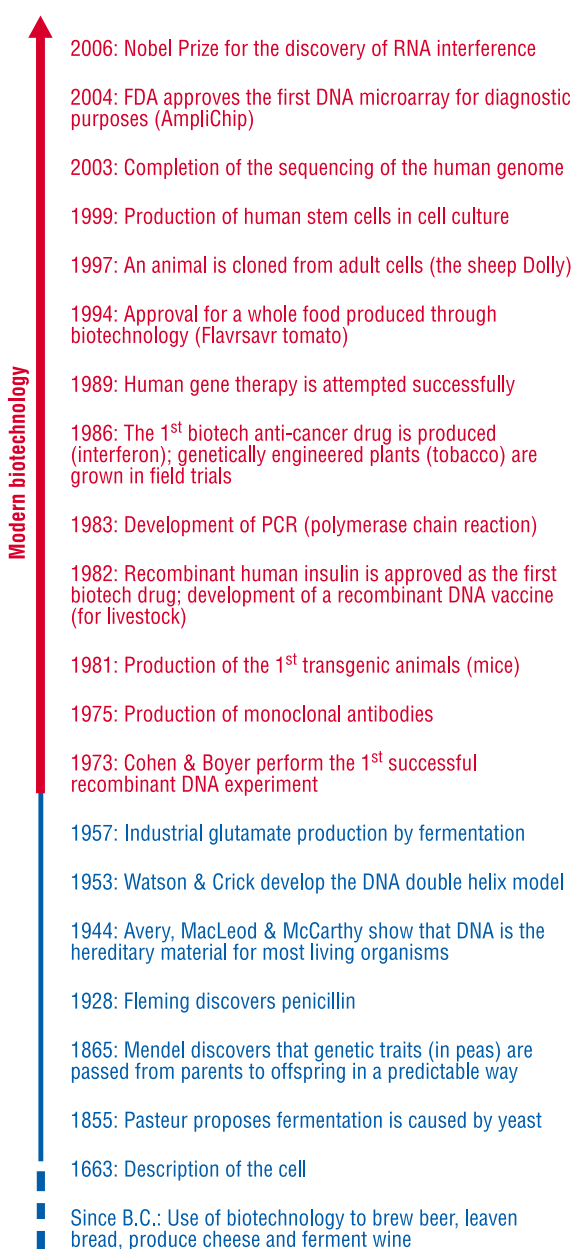 2006: Nobel Prize for the discovery of RNA interference
2004: FDA approves the first DNA microarray for diagnostic
purposes (AmpliChip)
2003: Completion of the sequencing of the human genome
1999: Production of human stem cells in cell culture
1997: An animal is cloned from adult cells (the sheep Dolly)
1994: Approval for a whole food produced through
biotechnology (Flavrsavr tomato)
1989: Human gene therapy is attempted successfully
1986: The 1st biotech anti-cancer drug is produced
(interferon); genetically engineered plants (tobacco) are
grown in field trials
1983: Development of PCR (polymerase chain reaction)
1982: Recombinant human insulin is approved as the first
biotech drug; development of a recombinant DNA vaccine
(for livestock)
1981: Production of the 1st transgenic animals (mice)
1975: Production of monoclonal antibodies
1973: Cohen & Boyer perform the 1st successful
recombinant DNA experiment
Modern biotechnology
1957: Industrial glutamate production by fermentation
1953: Watson & Crick develop the DNA double helix model
1944: Avery, MacLeod & McCarthy show that DNA is the
hereditary material for most living organisms
1928: Fleming discovers penicillin
1865: Mendel discovers that genetic traits (in peas) are
passed from parents to offspring in a predictable way
1855: Pasteur proposes fermentation is caused by yeast
1663: Description of the cell
Since B.C.: Use of biotechnology to brew beer, leaven
bread, produce cheese and ferment wine